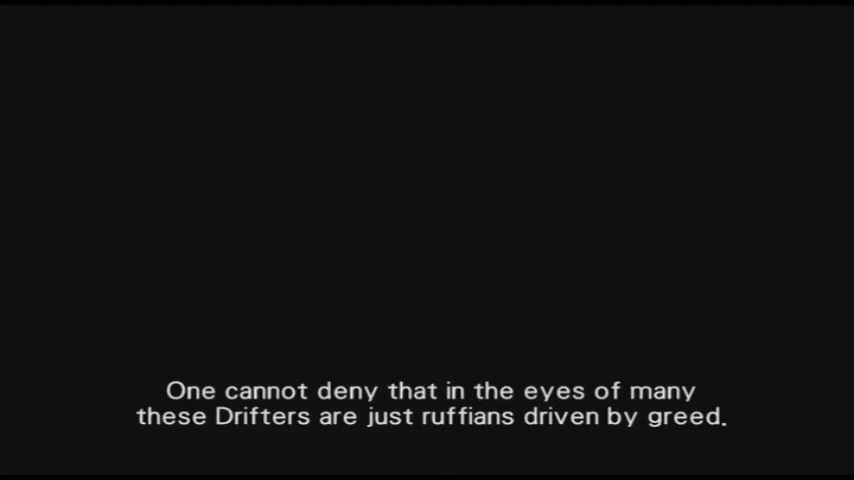 One cannot deny that in the eyes of many
these Drifters are just ruffians driven by greed.